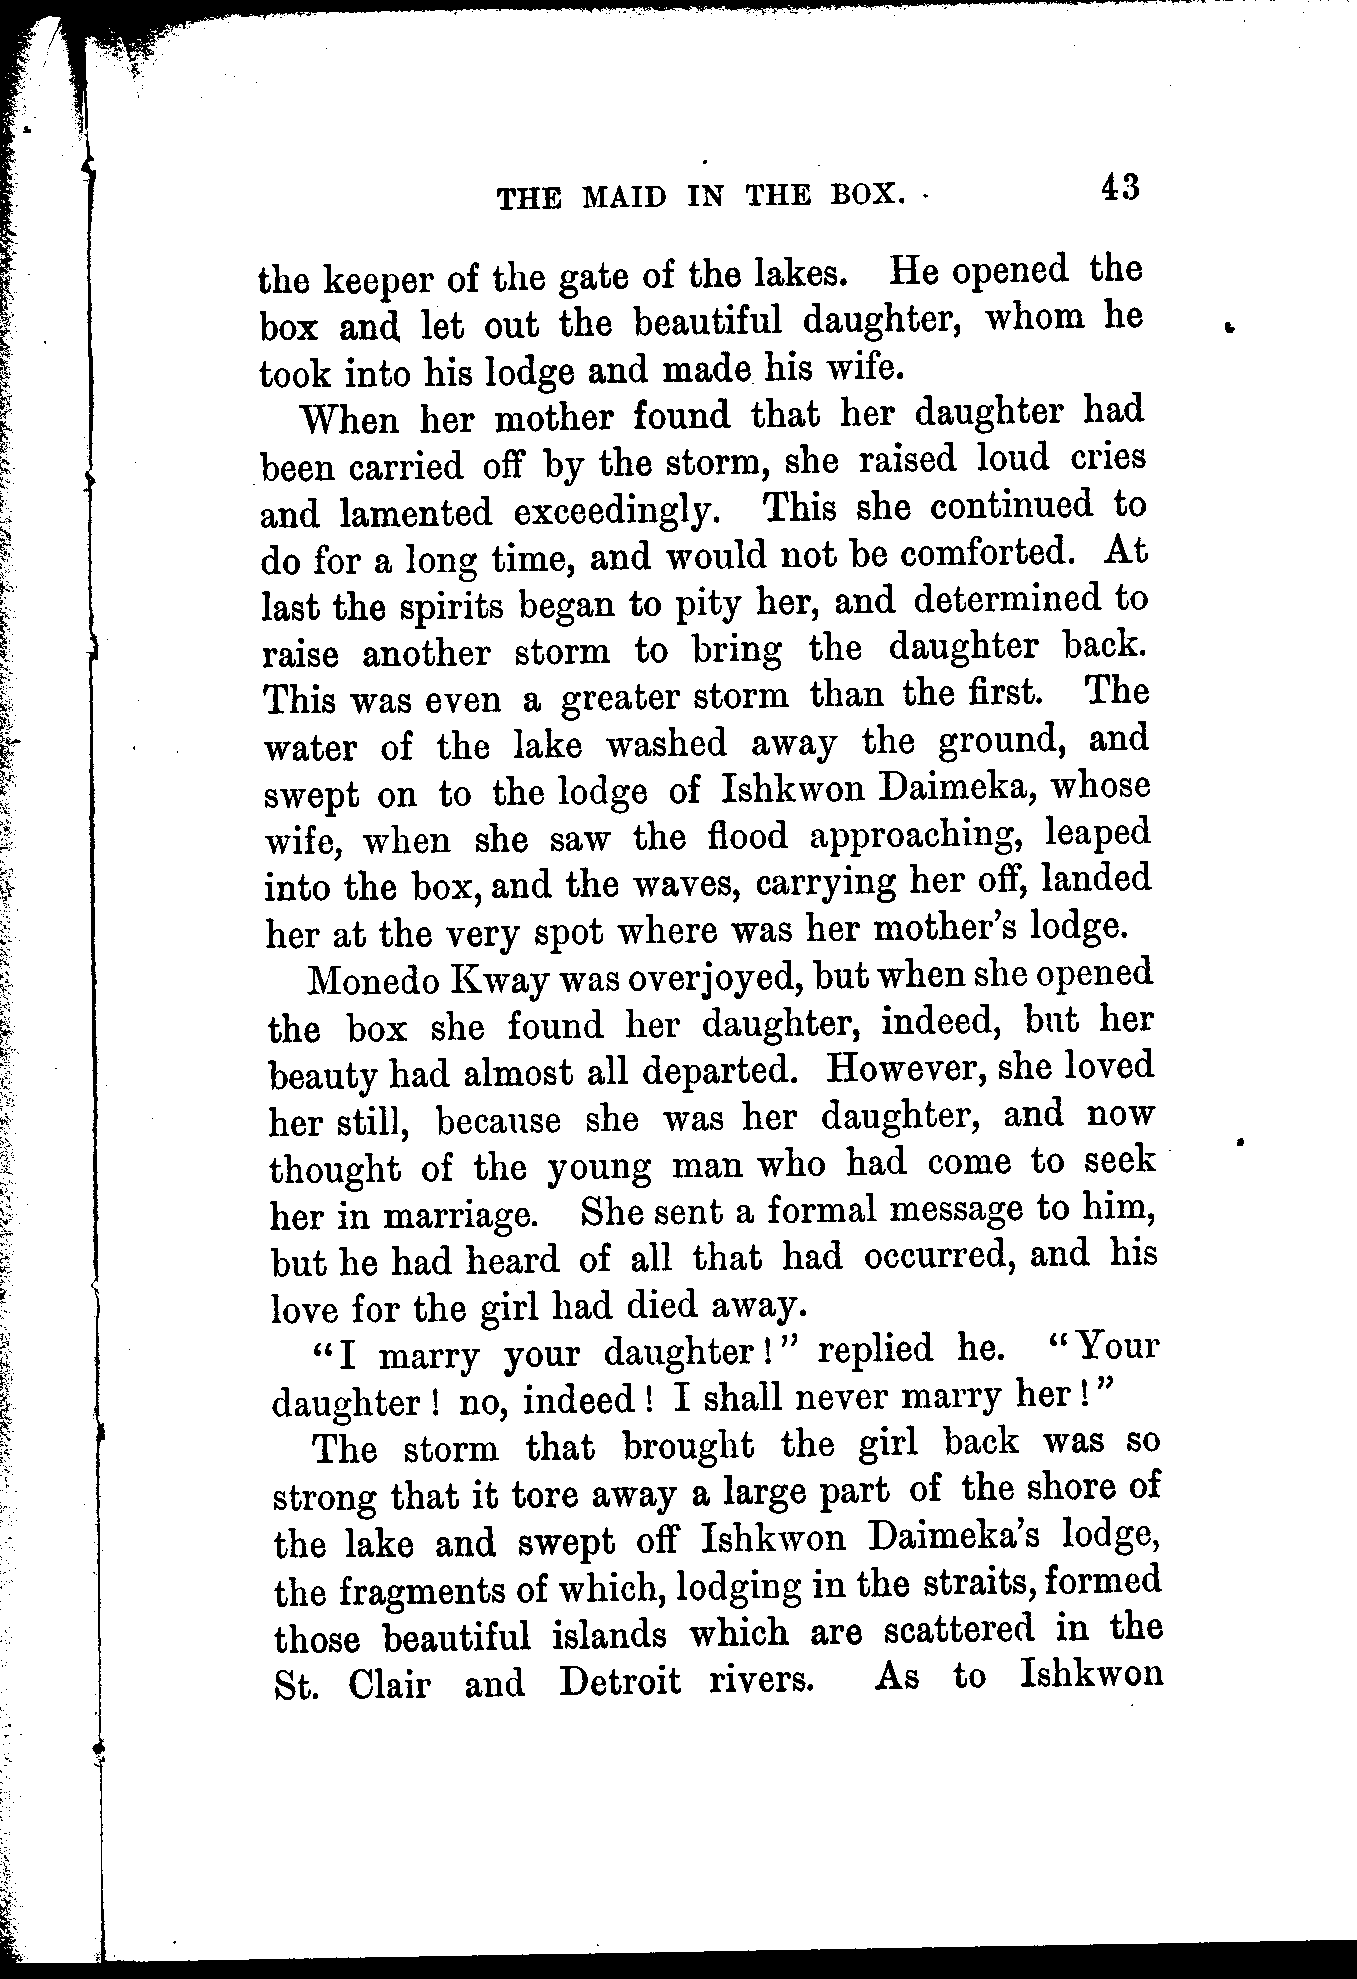 THE MAID IN THE BOX. 43
the keeper of the gate of the lakes. He opened the
box and let out the beautiful daughter, whom he
took into his lodge and made his wife.
When her mother found that her daughter had
been carried off by the storm, she raised loud cries
and lamented exceedingly. This she continued to
do for a long time, and would not be comforted. At
last the spirits began to pity her, and determined to
raise another storm to bring the daughter back.
This was even a greater storm than the first. The
water of the lake washed away the ground, and
swept on to the lodge of Ishkwon Daimeka, whose
wife, when she saw the flood approaching, leaped
into the box, and the waves, carrying her off, landed
her at the very spot where was her mother's lodge.
Monedo Kway was overjoyed, but when she opened
the box she found her daughter, indeed, but her
beauty had almost all departed. However, she loved
her still, because she was her daughter, and now
thought of the young man who had come to seek
her in marriage. She sent a formal message to him,
but he had heard of all that had occurred, and his
love for the girl had died away.
"I marry your daughter!" replied he. "Your
daughter! no, indeed! I shall never marry her!"
The storm that brought the girl back was so
strong that it tore away a large part of the shore of
the lake and swept off Ishkwon Daimeka's lodge,
the fragments of which, lodging in the straits, formed
those beautiful islands which are scattered in the
St. Clair and Detroit rivers. As to Ishkwon